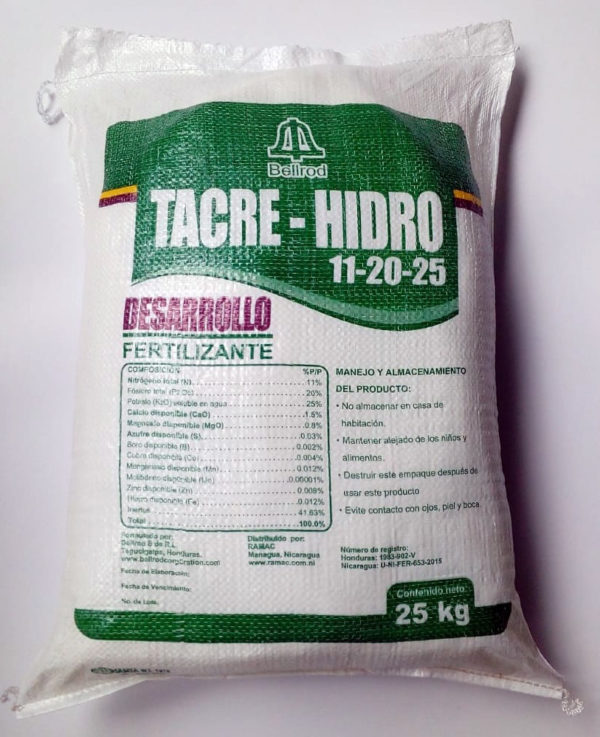 Bellrod
TACRE - HIDRO
11-20-25
DESARROLLO
FERTILIZANTE
COMPOSICIÓN %P/P
Nitrógeno total (N) 11%
Fósforo total (P₂O₅) 20%
Potasio (K₂O) soluble en agua 25%
Calcio disponible (CaO) 1.5%
Magnesio disponible (MgO) 0.8%
Azufre disponible (S) 0.63%
Boro disponible (B) 0.002%
Cobre disponible (Cu) 0.004%
Manganeso disponible (Mn) 0.012%
Molibdeno disponible 0.00001%
Zinc disponible (Zn) 0.008%
Hierro disponible (Fe) 0.012%
Inertes 41.63%
Total 100.0%
MANEJO Y ALMACENAMIENTO
DEL PRODUCTO:
• No almacenar en casa de
habitación.
• Mantener alejado de los niños y
alimentos.
• Destruir este empaque después de
usar este producto
• Evite contacto con ojos, piel y boca.
Formulado por:
Bellrod S de R.L.
Tegucigalpa, Honduras.
www.bellrodcorporation.com
Distribuido por:
RAMAC
Managua, Nicaragua
www.ramac.com.ni
Número de registro:
Honduras: 1983-902-V
Nicaragua: U-NI-FER-653-2015
Fecha de Elaboración:
Fecha de Vencimiento:
No. de Lote.
Contenido neto:
25 kg